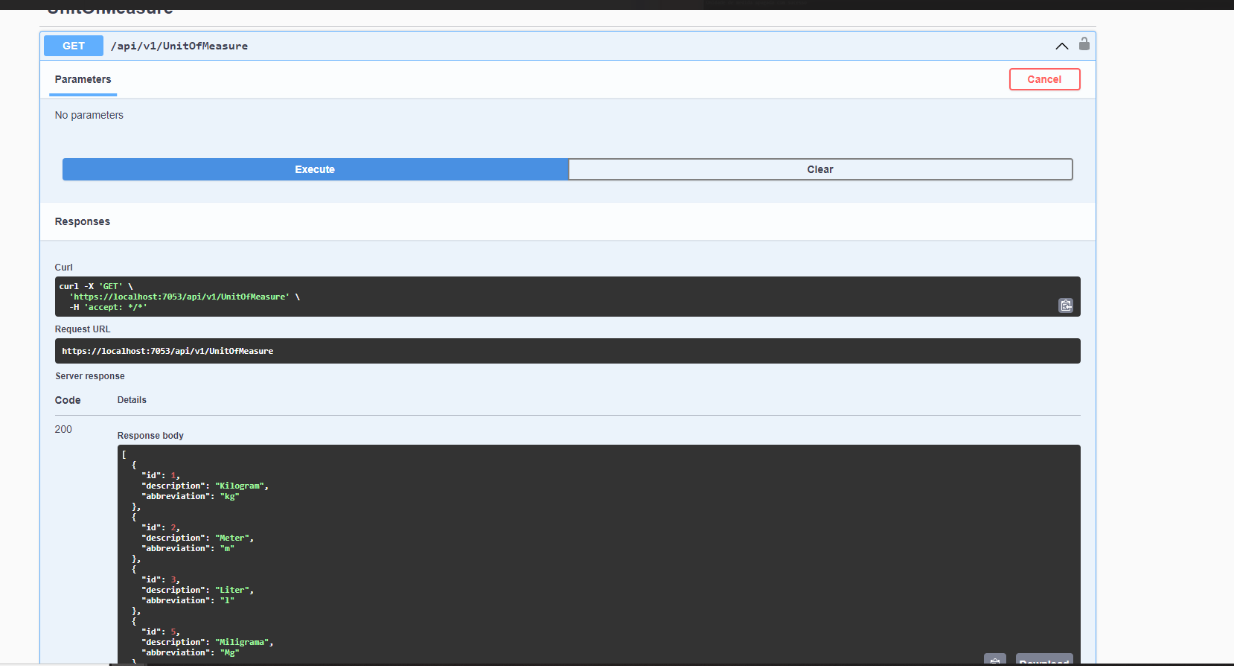 UnitOfMeasure
GET /api/v1/UnitOfMeasure
Parameters
Cancel
No parameters
Execute
Clear
Responses
Curl
curl -X 'GET' \
'https://localhost:7053/api/v1/UnitOfMeasure' \
-H 'accept: */*'
Request URL
https://localhost:7053/api/v1/UnitOfMeasure
Server response
Code Details
200
Response body
[
{
"id": 1,
"description": "Kilogram",
"abbreviation": "kg"
},
{
"id": 2,
"description": "Meter",
"abbreviation": "m"
},
{
"id": 3,
"description": "Liter",
"abbreviation": "l"
},
{
"id": 5,
"description": "Miligrama",
"abbreviation": "Mg"
}
Download